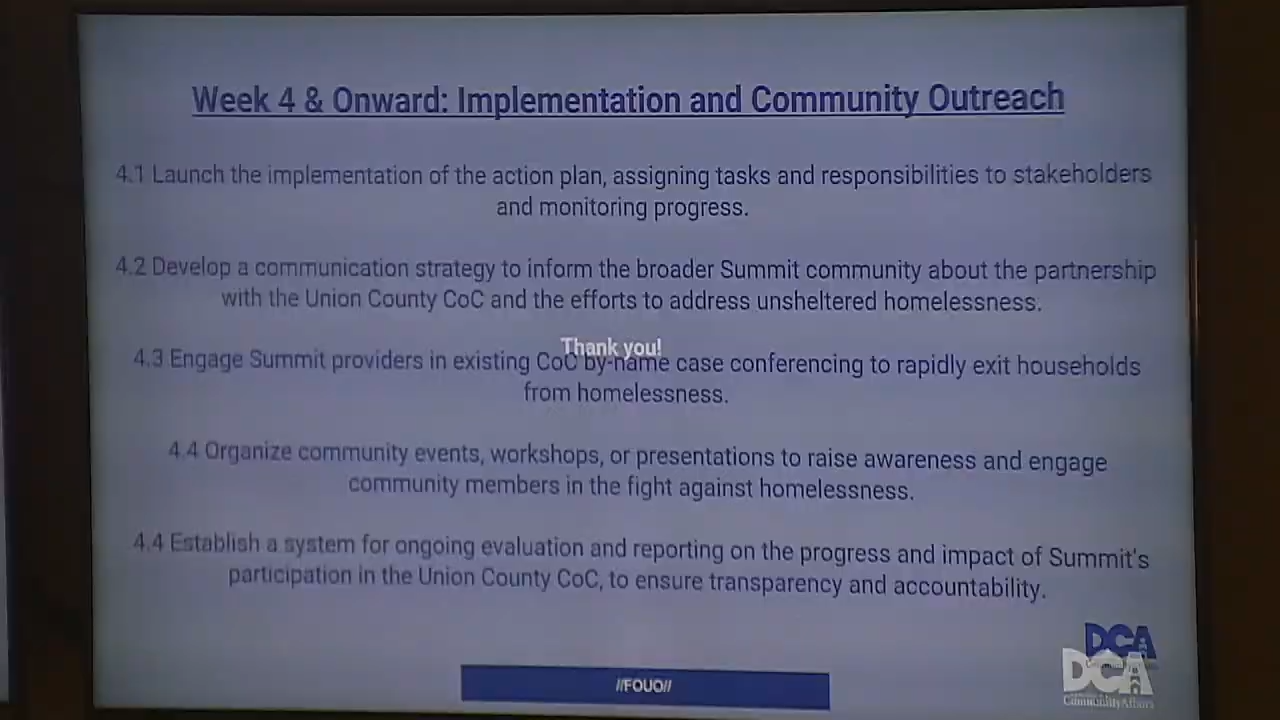 Week 4 & Onward: Implementation and Community Outreach
4.1 Launch the implementation of the action plan, assigning tasks and responsibilities to stakeholders
and monitoring progress.
4.2 Develop a communication strategy to inform the broader Summit community about the partnership
with the Union County CoC and the efforts to address unsheltered homelessness.
Thank you!
4.3 Engage Summit providers in existing CoC by-name case conferencing to rapidly exit households
from homelessness.
4.4 Organize community events, workshops, or presentations to raise awareness and engage
community members in the fight against homelessness.
4.4 Establish a system for ongoing evaluation and reporting on the progress and impact of Summit's
participation in the Union County CoC, to ensure transparency and accountability.
DCA
DCA
Community Affairs
//FOUO//